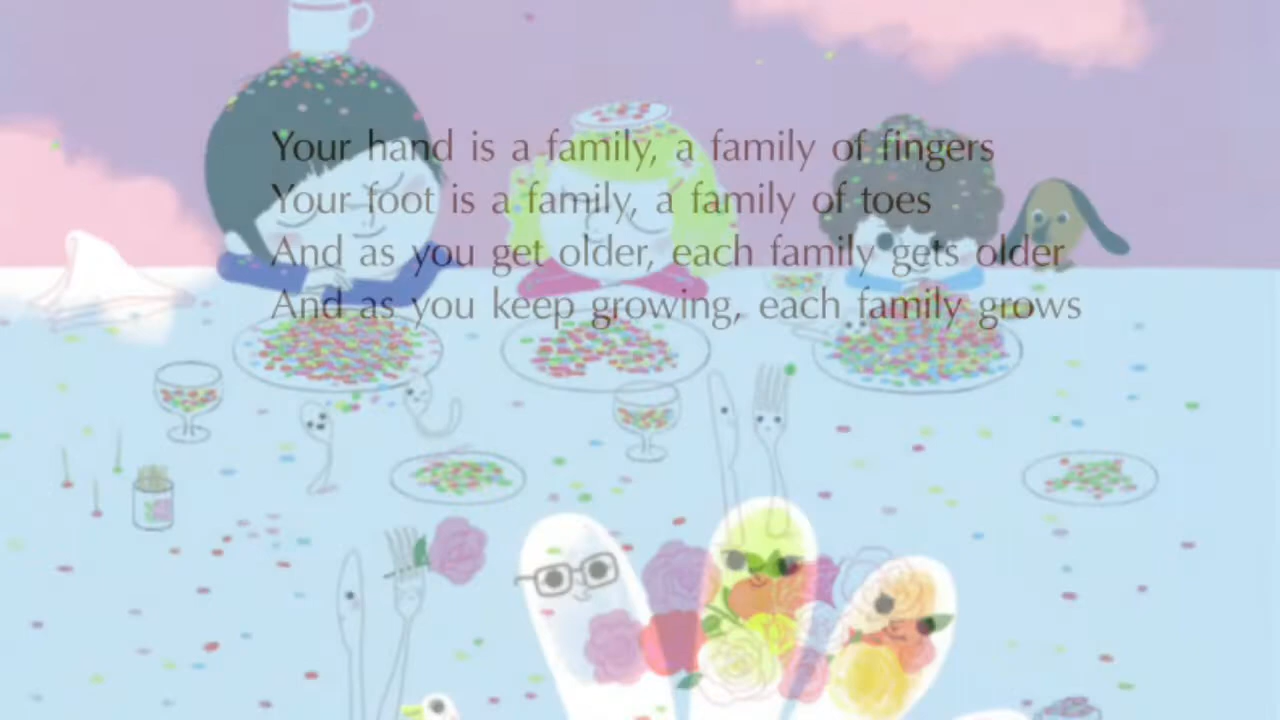 Your hand is a family, a family of fingers
Your foot is a family, a family of toes
And as you get older, each family gets older
And as you keep growing, each family grows